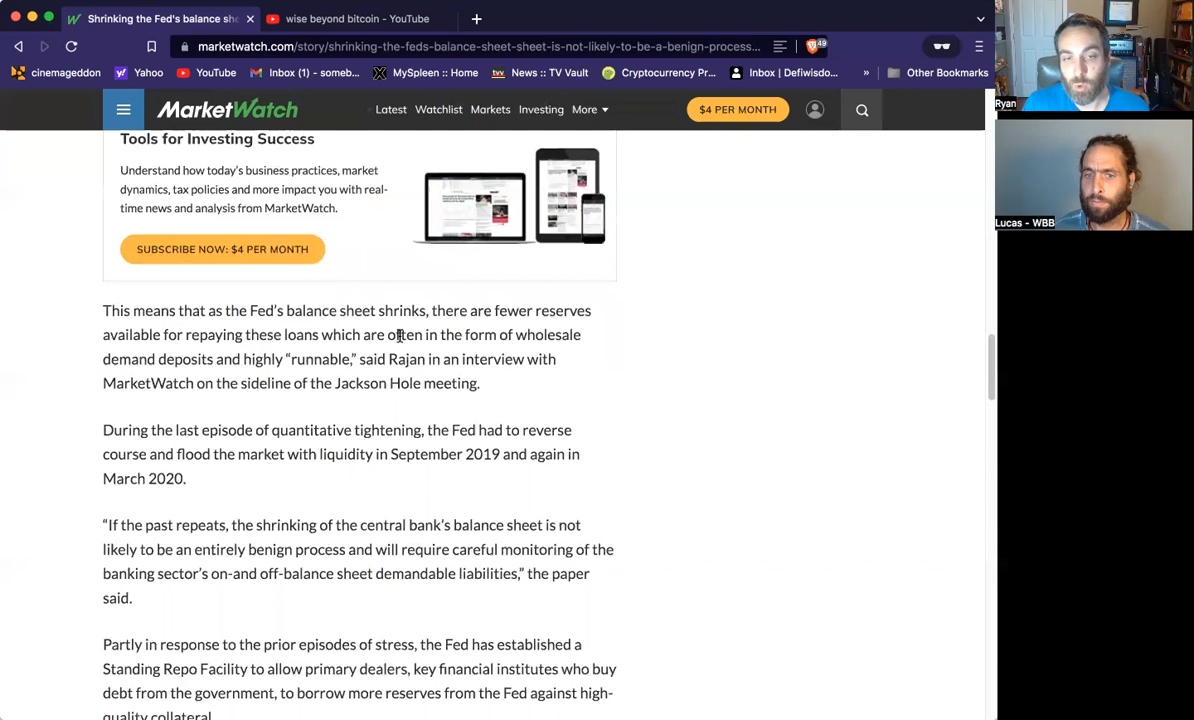 Shrinking the Fed's balance she
wise beyond bitcoin - YouTube
marketwatch.com/story/shrinking-the-feds-balance-sheet-sheet-is-not-likely-to-be-a-benign-process...
49
cinemageddon
Yahoo
YouTube
Inbox (1) - someb...
MySpleen :: Home
News :: TV Vault
Cryptocurrency Pr...
Inbox | Defiwisdo...
»
Other Bookmarks
MarketWatch
Latest
Watchlist
Markets
Investing
More
$4 PER MONTH
Tools for Investing Success
Understand how today's business practices, market
dynamics, tax policies and more impact you with real-
time news and analysis from MarketWatch.
SUBSCRIBE NOW: $4 PER MONTH
This means that as the Fed's balance sheet shrinks, there are fewer reserves
available for repaying these loans which are often in the form of wholesale
demand deposits and highly “runnable,” said Rajan in an interview with
MarketWatch on the sideline of the Jackson Hole meeting.
During the last episode of quantitative tightening, the Fed had to reverse
course and flood the market with liquidity in September 2019 and again in
March 2020.
“If the past repeats, the shrinking of the central bank's balance sheet is not
likely to be an entirely benign process and will require careful monitoring of the
banking sector's on-and off-balance sheet demandable liabilities,” the paper
said.
Partly in response to the prior episodes of stress, the Fed has established a
Standing Repo Facility to allow primary dealers, key financial institutes who buy
debt from the government, to borrow more reserves from the Fed against high-
quality collateral.
Ryan
Lucas - WBB